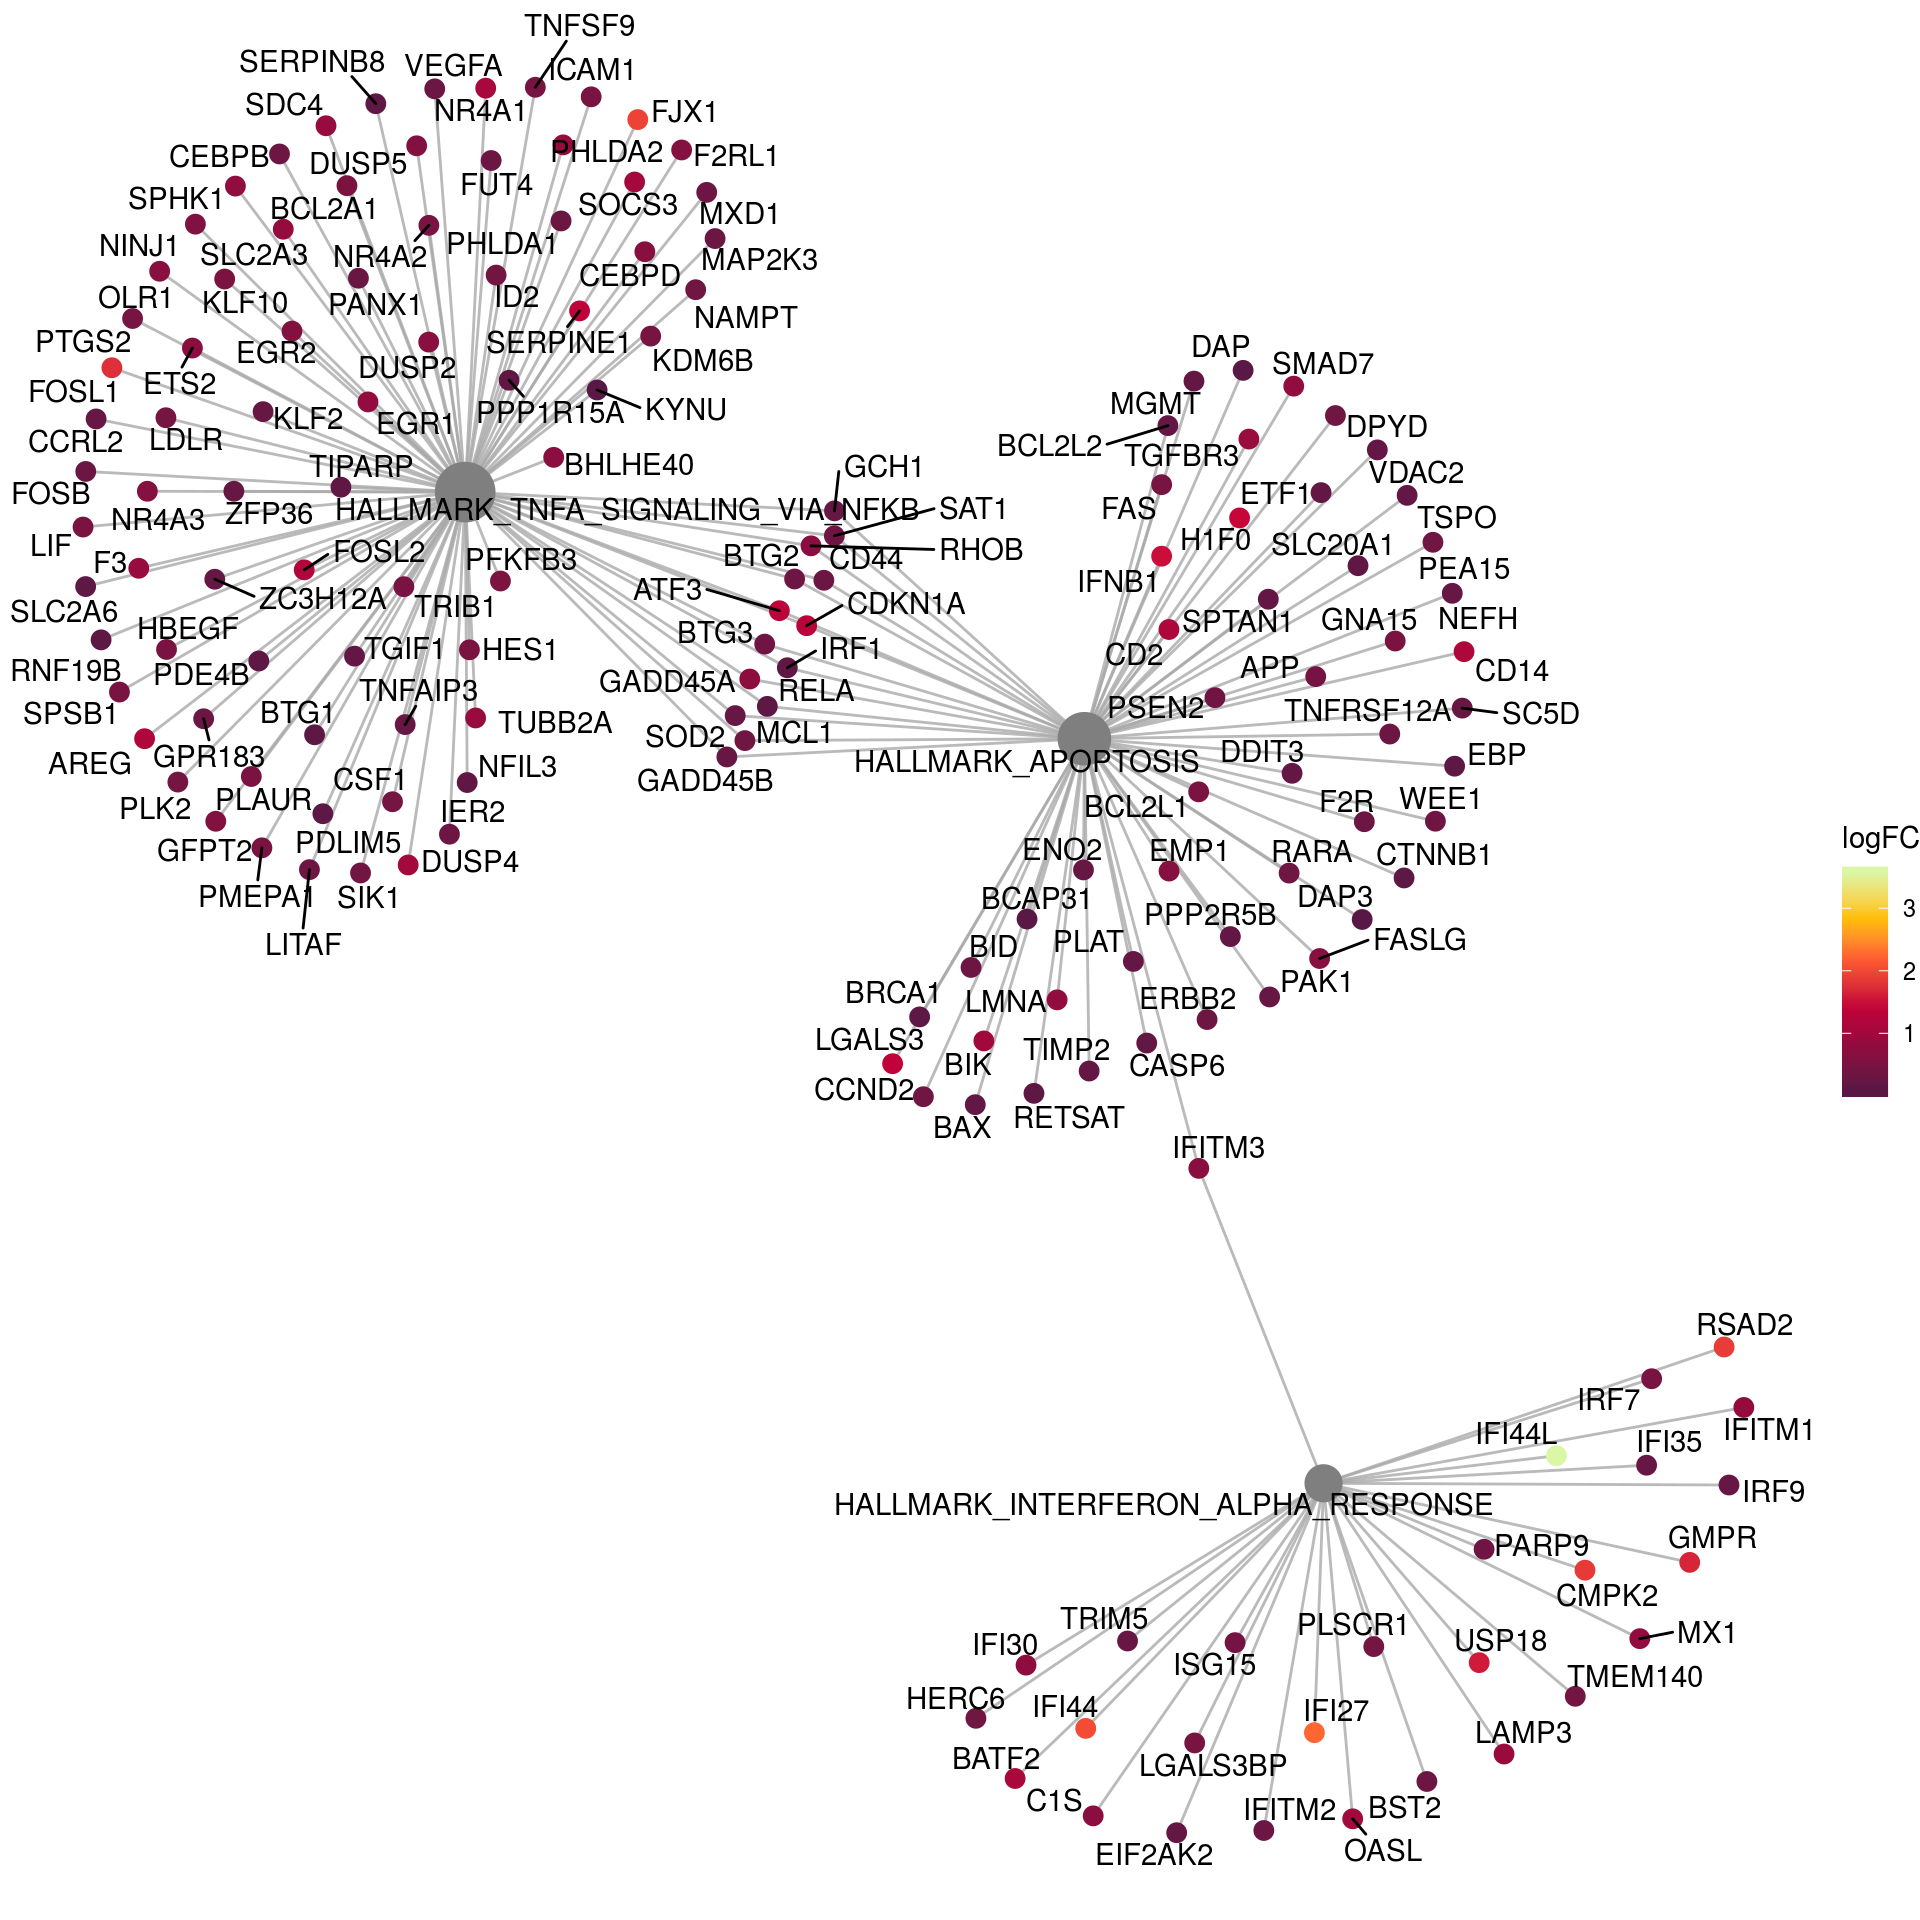 TNFSF9
SERPINB8
VEGFA
ICAM1
SDC4
NR4A1
FJX1
CEBPB
DUSP5
PHLDA2
F2RL1
FUT4
SPHK1
BCL2A1
SOCS3
MXD1
NINJ1
SLC2A3
NR4A2
PHLDA1
MAP2K3
OLR1
KLF10
PANX1
ID2
CEBPD
NAMPT
PTGS2
EGR2
DUSP2
SERPINE1
KDM6B
FOSL1
ETS2
KLF2
EGR1
PPP1R15A
KYNU
CCRL2
LDLR
TIPARP
BHLHE40
FOSB
NR4A3
ZFP36
HALLMARK_TNFA_SIGNALING_VIA_NFKB
GCH1
SAT1
RHOB
LIF
F3
FOSL2
PFKFB3
BTG2
CD44
SLC2A6
ZC3H12A
TRIB1
ATF3
CDKN1A
HBEGF
BTG3
IRF1
RNF19B
PDE4B
TGIF1
HES1
GADD45A
RELA
SPSB1
BTG1
TNFAIP3
TUBB2A
SOD2
MCL1
AREG
GPR183
CSF1
NFIL3
GADD45B
PLK2
PLAUR
IER2
GFPT2
PDLIM5
DUSP4
PMEPA1
SIK1
LITAF
DAP
SMAD7
MGMT
DPYD
BCL2L2
TGFBR3
VDAC2
FAS
ETF1
TSPO
H1F0
SLC20A1
IFNB1
PEA15
SPTAN1
GNA15
NEFH
CD2
APP
CD14
PSEN2
TNFRSF12A
SC5D
HALLMARK_APOPTOSIS
DDIT3
EBP
BCL2L1
F2R
WEE1
ENO2
EMP1
RARA
CTNNB1
BCAP31
PPP2R5B
DAP3
BID
PLAT
FASLG
BRCA1
LMNA
ERBB2
PAK1
LGALS3
BIK
TIMP2
CASP6
CCND2
BAX
RETSAT
IFITM3
logFC
3
2
1
RSAD2
IRF7
IFITM1
IFI44L
IFI35
IRF9
HALLMARK_INTERFERON_ALPHA_RESPONSE
PARP9
GMPR
CMPK2
TRIM5
PLSCR1
USP18
MX1
IFI30
ISG15
TMEM140
HERC6
IFI44
IFI27
LAMP3
BATF2
LGALS3BP
C1S
IFITM2
BST2
EIF2AK2
OASL